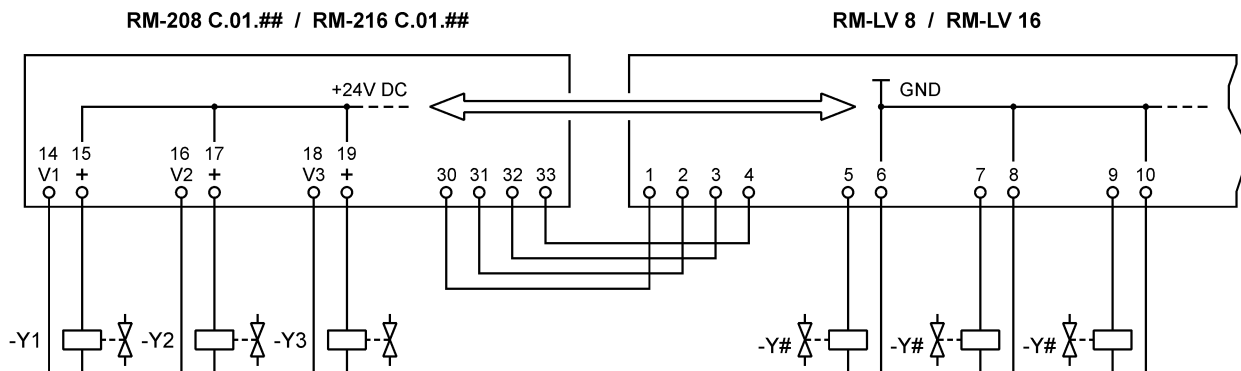 RM-208 C.01.## / RM-216 C.01.## RM-LV 8 / RM-LV 16
+24V DC GND
14 15 16 17 18 19
V1 + V2 + V3 + 30 31 32 33 1 2 3 4 5 6 7 8 9 10
-Y1 -Y2 -Y3 -Y# -Y# -Y#